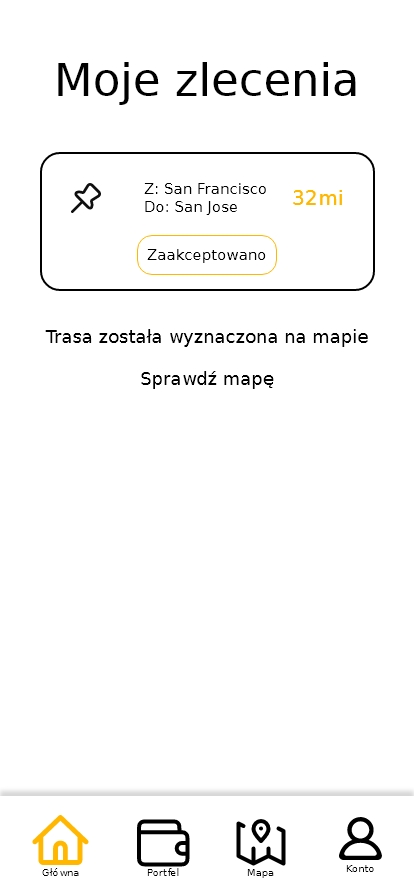 Moje zlecenia
Z: San Francisco
Do: San Jose
32mi
Zaakceptowano
Trasa została wyznaczona na mapie
Sprawdź mapę
Główna
Portfel
Mapa
Konto